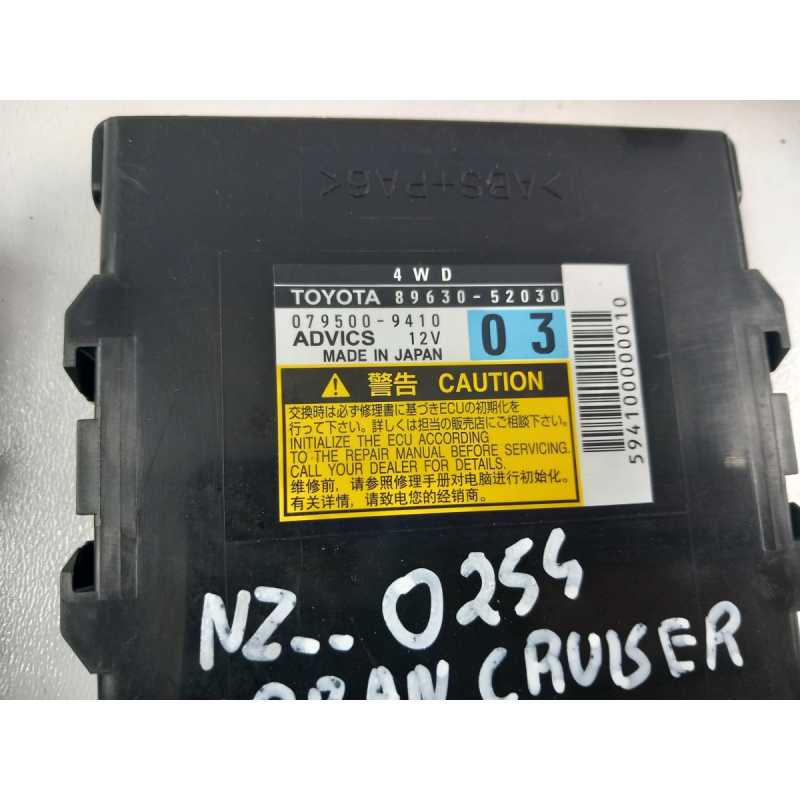 >ABS+PA6<
4WD
TOYOTA 89630-52030
079500-9410
ADVICS 12V
MADE IN JAPAN
03
警告 CAUTION
交換時は必ず修理書に基づきECUの初期化を
行って下さい。詳しくは担当の販売店にご相談下さい。
INITIALIZE THE ECU ACCORDING
TO THE REPAIR MANUAL BEFORE SERVICING.
CALL YOUR DEALER FOR DETAILS.
维修前，请参照修理手册对电脑进行初始化。
有关详情，请致电您的经销商。
594100000010
NZ-- 0254
CRUISER